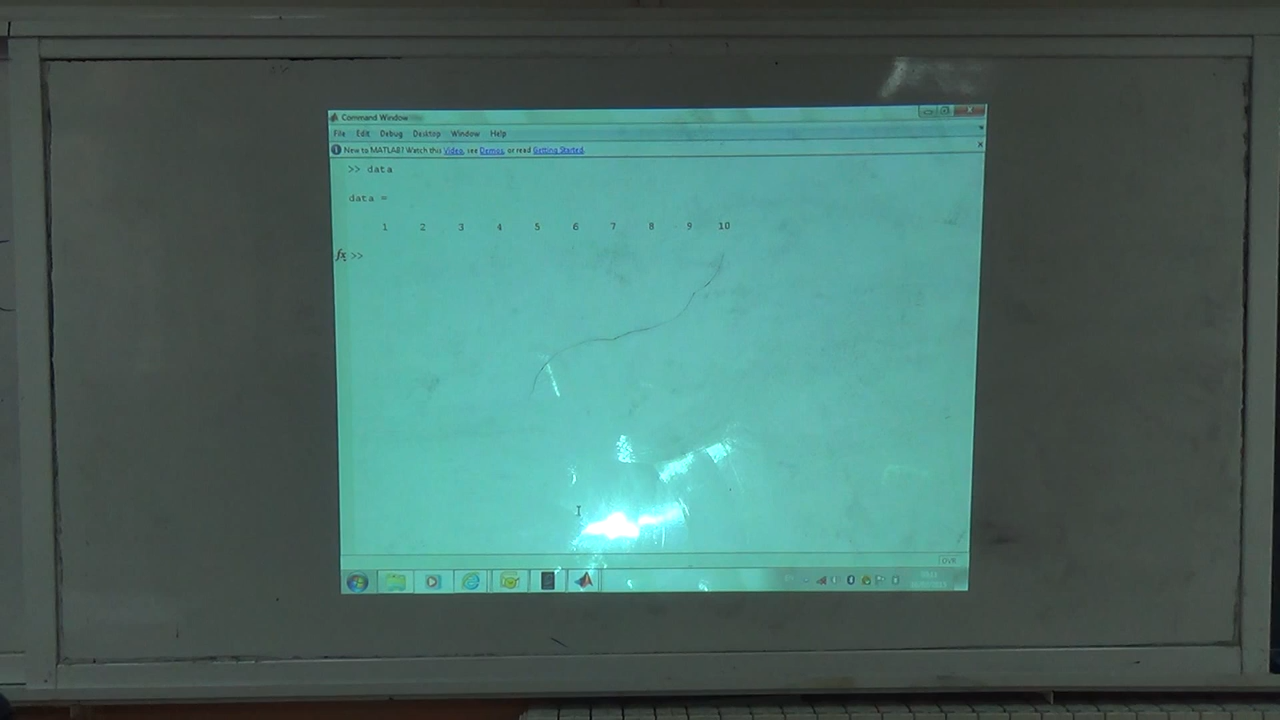 Command Window
File Edit Debug Desktop Window Help
New to MATLAB? Watch this Video, see Demos, or read Getting Started.
>> data
data =
1 2 3 4 5 6 7 8 9 10
fx >>
OVR